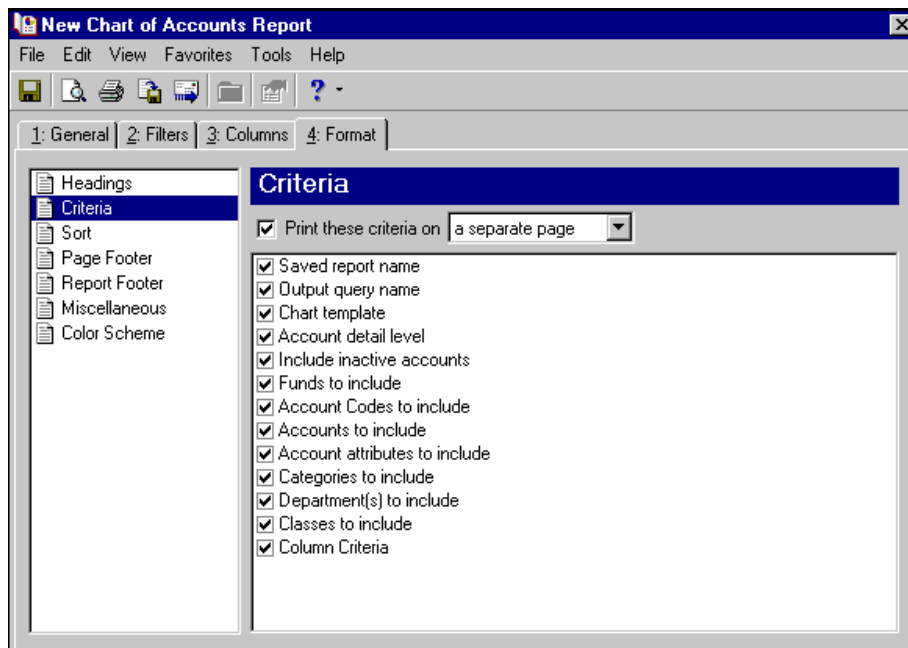 New Chart of Accounts Report
File Edit View Favorites Tools Help
1: General 2: Filters 3: Columns 4: Format
Headings
Criteria
Sort
Page Footer
Report Footer
Miscellaneous
Color Scheme
Criteria
Print these criteria on a separate page
Saved report name
Output query name
Chart template
Account detail level
Include inactive accounts
Funds to include
Account Codes to include
Accounts to include
Account attributes to include
Categories to include
Department(s) to include
Classes to include
Column Criteria